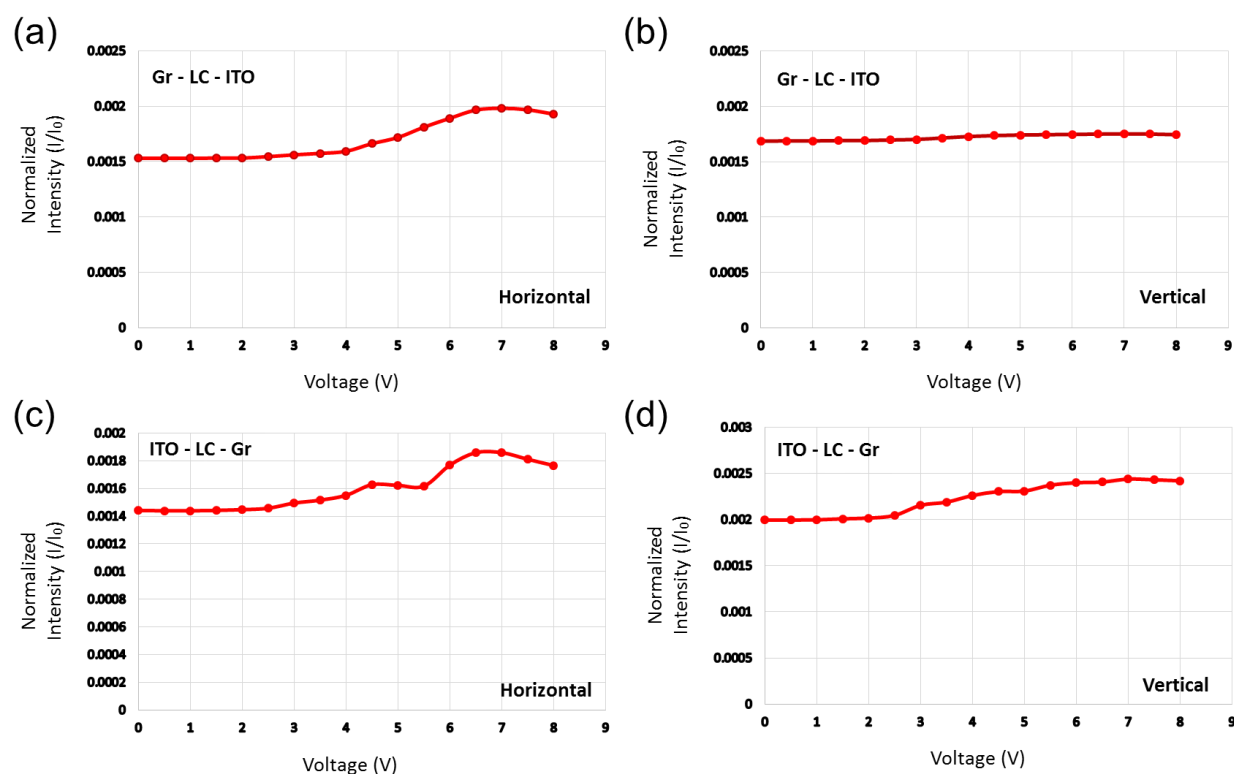 (a)
0.0025
0.002
0.0015
0.001
0.0005
0
Gr - LC - ITO
Horizontal
Normalized
Intensity (I/I₀)
0 1 2 3 4 5 6 7 8 9
Voltage (V)
(b)
0.0025
0.002
0.0015
0.001
0.0005
0
Gr - LC - ITO
Vertical
Normalized
Intensity (I/I₀)
0 1 2 3 4 5 6 7 8 9
Voltage (V)
(c)
0.002
0.0018
0.0016
0.0014
0.0012
0.001
0.0008
0.0006
0.0004
0.0002
0
ITO - LC - Gr
Horizontal
Normalized
Intensity (I/I₀)
0 1 2 3 4 5 6 7 8 9
Voltage (V)
(d)
0.003
0.0025
0.002
0.0015
0.001
0.0005
0
ITO - LC - Gr
Vertical
Normalized
Intensity (I/I₀)
0 1 2 3 4 5 6 7 8 9
Voltage (V)